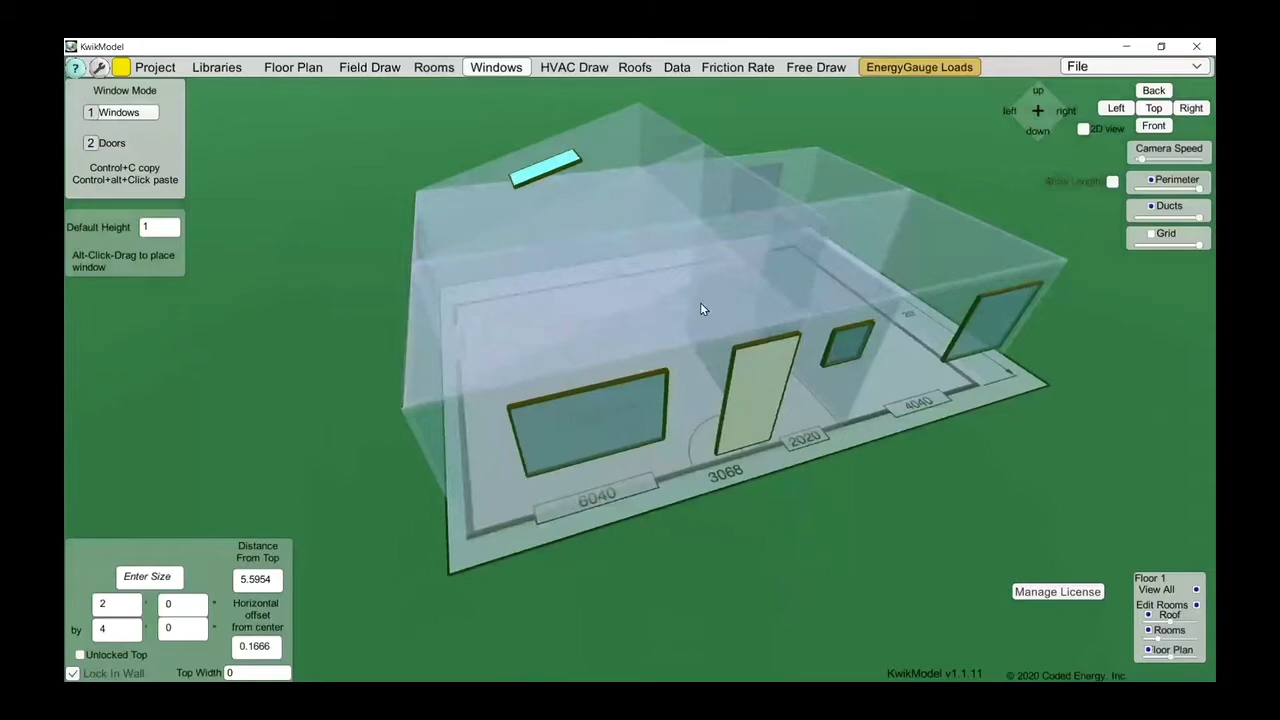 KwikModel
? Project Libraries Floor Plan Field Draw Rooms Windows HVAC Draw Roofs Data Friction Rate Free Draw EnergyGauge Loads File
Window Mode
1 Windows
2 Doors
Control+C copy
Control+alt+Click paste
Default Height 1
Alt-Click-Drag to place
window
up
left right
down
2D view
Back
Left Top Right
Front
Camera Speed
Perimeter
Ducts
Grid
6040
3068
2020
4040
Distance
From Top
Enter Size
5.5954
2 ' 0 "
Horizontal
offset
from center
by 4 ' 0 "
0.1666
Unlocked Top
Lock In Wall
Top Width 0
Manage License
Floor 1
View All
Edit Rooms
Roof
Rooms
Floor Plan
KwikModel v1.1.11
© 2020 Coded Energy, Inc.